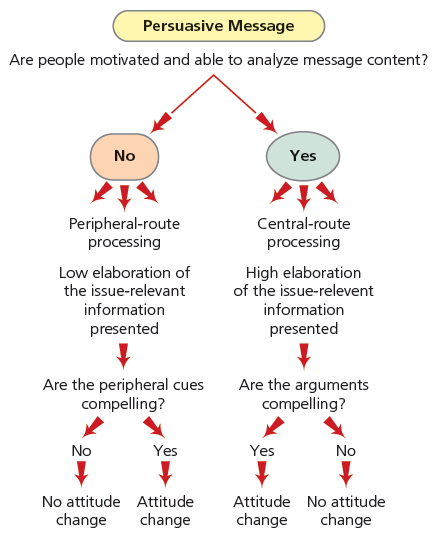 Persuasive Message
Are people motivated and able to analyze message content?
No
Yes
Peripheral-route
processing
Central-route
processing
Low elaboration of
the issue-relevant
information
presented
High elaboration
of the issue-relevent
information
presented
Are the peripheral cues
compelling?
Are the arguments
compelling?
No
Yes
Yes
No
No attitude
change
Attitude
change
Attitude
change
No attitude
change